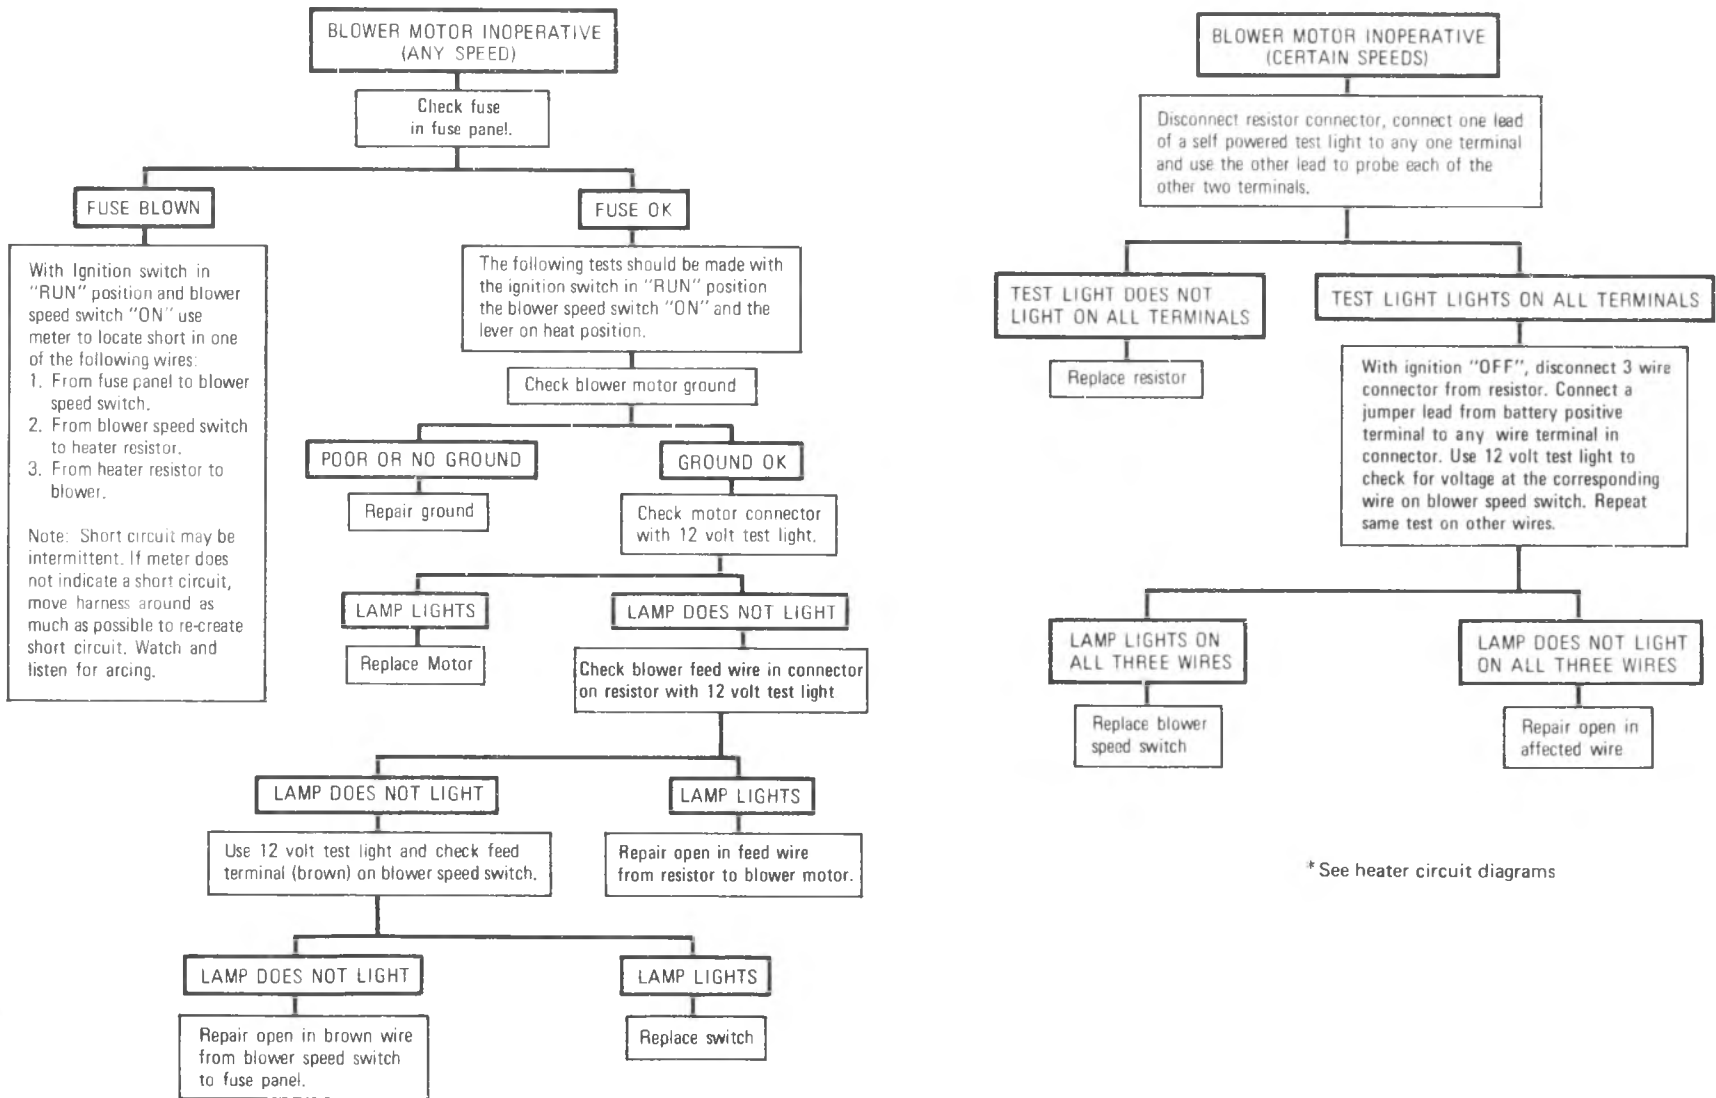 BLOWER MOTOR INOPERATIVE
(ANY SPEED)
Check fuse
in fuse panel.
FUSE BLOWN
FUSE OK
With Ignition switch in
"RUN" position and blower
speed switch "ON" use
meter to locate short in one
of the following wires:
1. From fuse panel to blower
speed switch.
2. From blower speed switch
to heater resistor.
3. From heater resistor to
blower.
Note: Short circuit may be
intermittent. If meter does
not indicate a short circuit,
move harness around as
much as possible to re-create
short circuit. Watch and
listen for arcing.
The following tests should be made with
the ignition switch in "RUN" position
the blower speed switch "ON" and the
lever on heat position.
Check blower motor ground
POOR OR NO GROUND
GROUND OK
Repair ground
Check motor connector
with 12 volt test light.
LAMP LIGHTS
LAMP DOES NOT LIGHT
Replace Motor
Check blower feed wire in connector
on resistor with 12 volt test light
LAMP DOES NOT LIGHT
LAMP LIGHTS
Use 12 volt test light and check feed
terminal (brown) on blower speed switch.
Repair open in feed wire
from resistor to blower motor.
LAMP DOES NOT LIGHT
LAMP LIGHTS
Repair open in brown wire
from blower speed switch
to fuse panel.
Replace switch
BLOWER MOTOR INOPERATIVE
(CERTAIN SPEEDS)
Disconnect resistor connector, connect one lead
of a self powered test light to any one terminal
and use the other lead to probe each of the
other two terminals.
TEST LIGHT DOES NOT
LIGHT ON ALL TERMINALS
TEST LIGHT LIGHTS ON ALL TERMINALS
Replace resistor
With ignition "OFF", disconnect 3 wire
connector from resistor. Connect a
jumper lead from battery positive
terminal to any wire terminal in
connector. Use 12 volt test light to
check for voltage at the corresponding
wire on blower speed switch. Repeat
same test on other wires.
LAMP LIGHTS ON
ALL THREE WIRES
LAMP DOES NOT LIGHT
ON ALL THREE WIRES
Replace blower
speed switch
Repair open in
affected wire
*See heater circuit diagrams